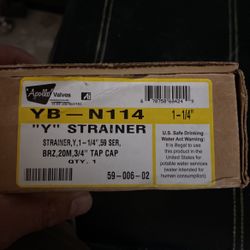 "Apollo" Valves
YB-N114
1-1/4"
"Y" STRAINER
STRAINER,Y,1-1/4",59 SER,
BRZ,20M,3/4" TAP CAP
QTY. 1
59-006-02
U.S. Safe Drinking
Water Act Warning:
It is illegal to use
this product in the
United States for
potable water services
(water intended for
human consumption)